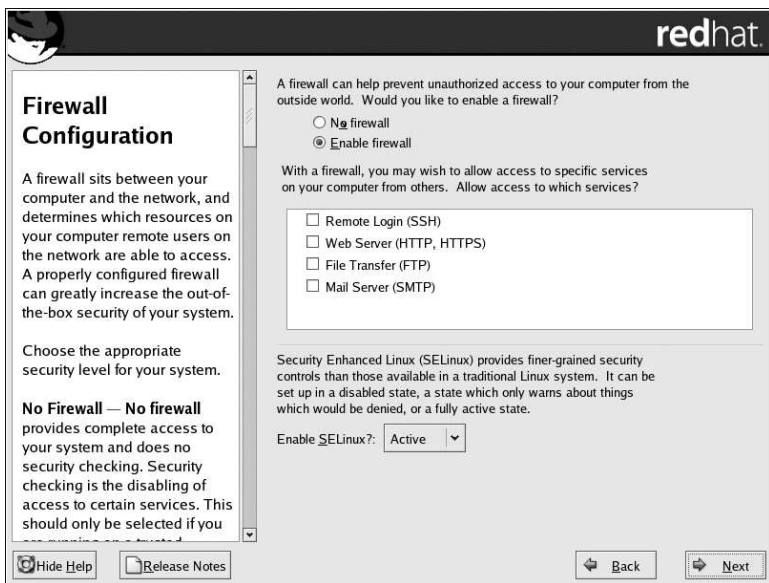 redhat.
Firewall
Configuration
A firewall sits between your
computer and the network, and
determines which resources on
your computer remote users on
the network are able to access.
A properly configured firewall
can greatly increase the out-of-
the-box security of your system.
Choose the appropriate
security level for your system.
No Firewall — No firewall
provides complete access to
your system and does no
security checking. Security
checking is the disabling of
access to certain services. This
should only be selected if you
A firewall can help prevent unauthorized access to your computer from the
outside world. Would you like to enable a firewall?
No firewall
Enable firewall
With a firewall, you may wish to allow access to specific services
on your computer from others. Allow access to which services?
Remote Login (SSH)
Web Server (HTTP, HTTPS)
File Transfer (FTP)
Mail Server (SMTP)
Security Enhanced Linux (SELinux) provides finer-grained security
controls than those available in a traditional Linux system. It can be
set up in a disabled state, a state which only warns about things
which would be denied, or a fully active state.
Enable SELinux?: Active
Hide Help
Release Notes
Back
Next